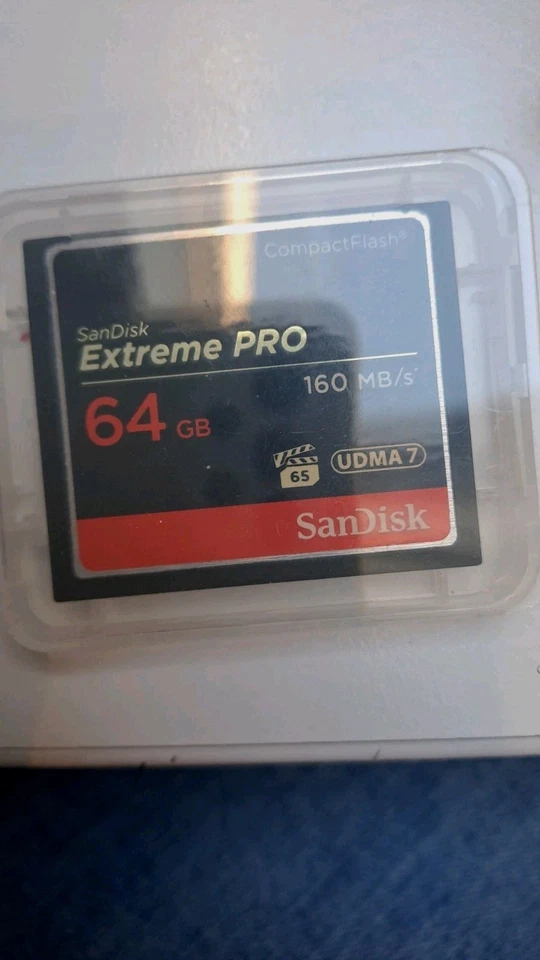 CompactFlash®
SanDisk
Extreme PRO
160 MB/s*
64 GB
65
UDMA 7
SanDisk